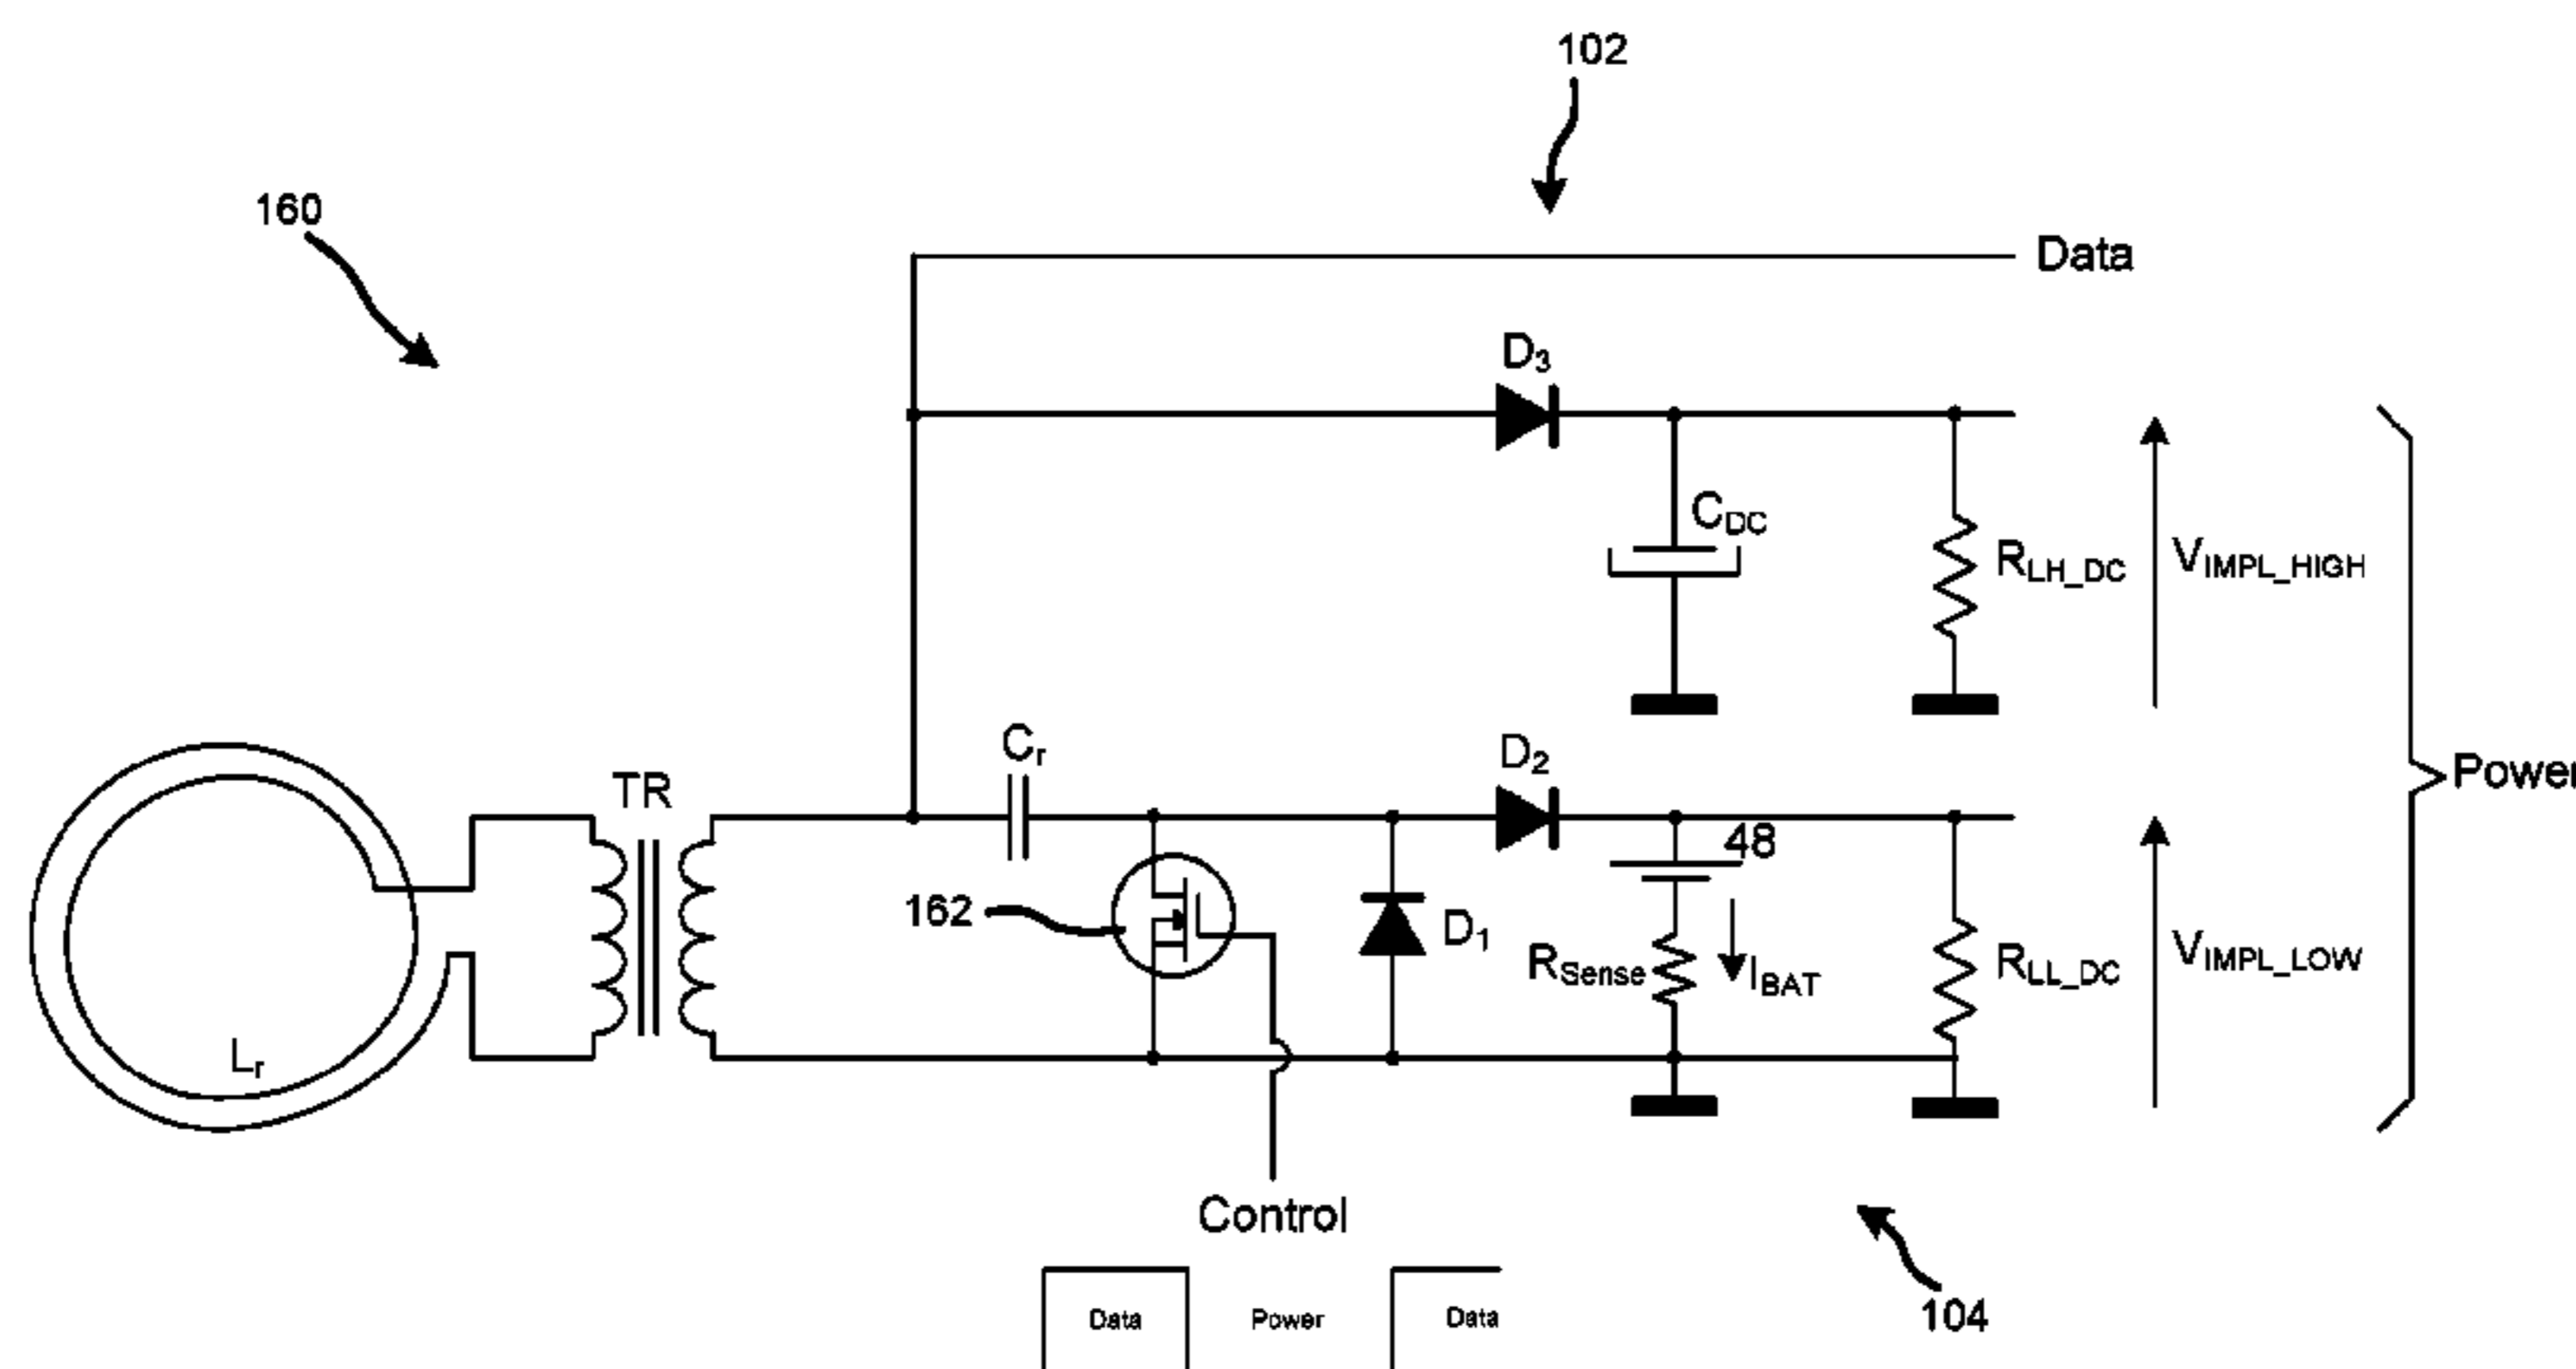 102
160
Data
D3
CDC
RLH_DC
VIMPL_HIGH
Cr
D2
TR
48
Power
162
D1
RSense
IBAT
RLL_DC
VIMPL_LOW
Lr
Control
Data
Power
Data
104